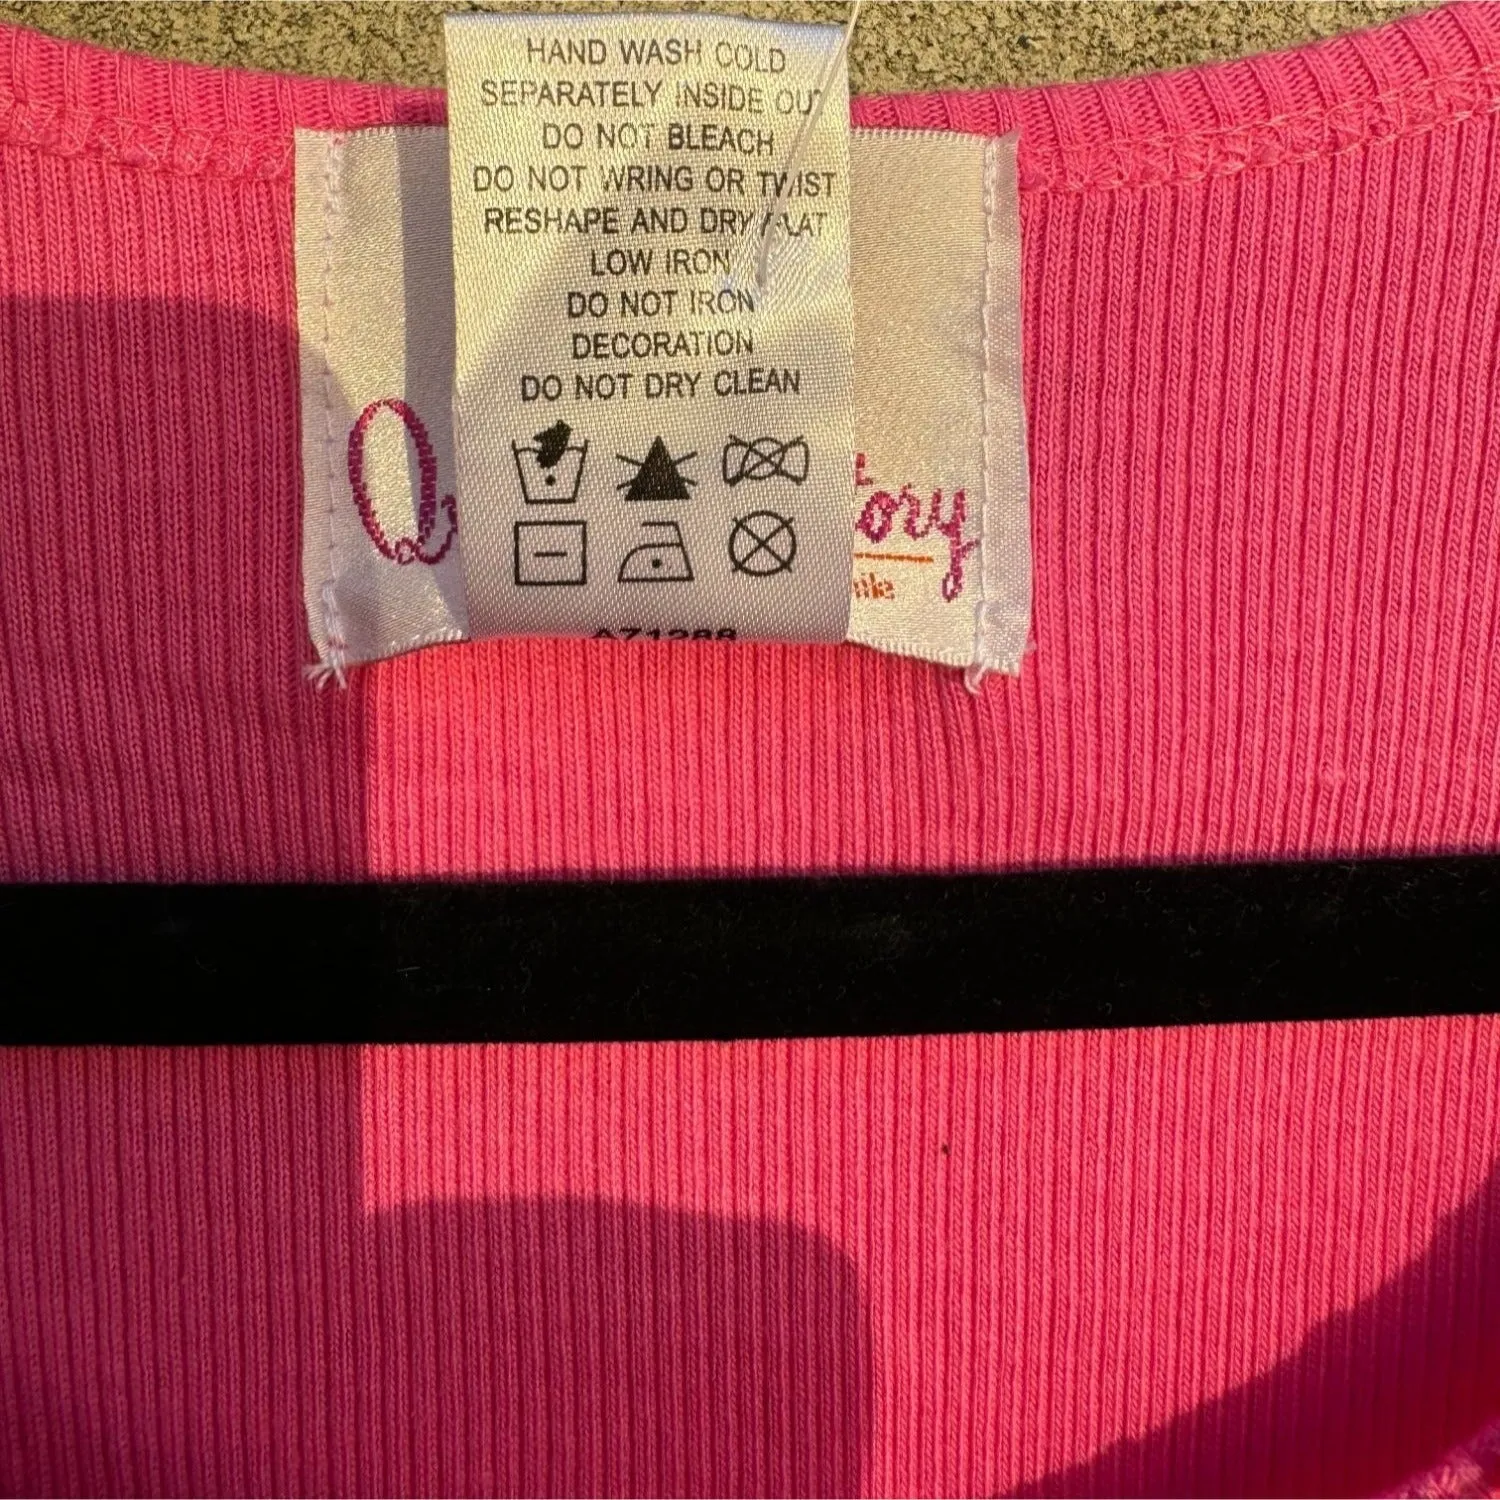 HAND WASH COLD
SEPARATELY INSIDE OUT
DO NOT BLEACH
DO NOT WRING OR TWIST
RESHAPE AND DRY FLAT
LOW IRON
DO NOT IRON
DECORATION
DO NOT DRY CLEAN
Q
ory